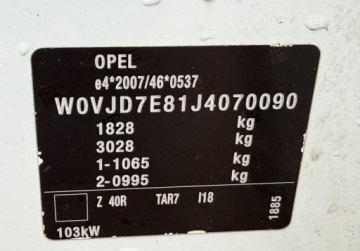 OPEL
e4*2007/46*0537
W0VJD7E81J4070090
1828 kg
3028 kg
1-1065 kg
2-0995 kg
Z 40R TAR7 I18
1885
103kW